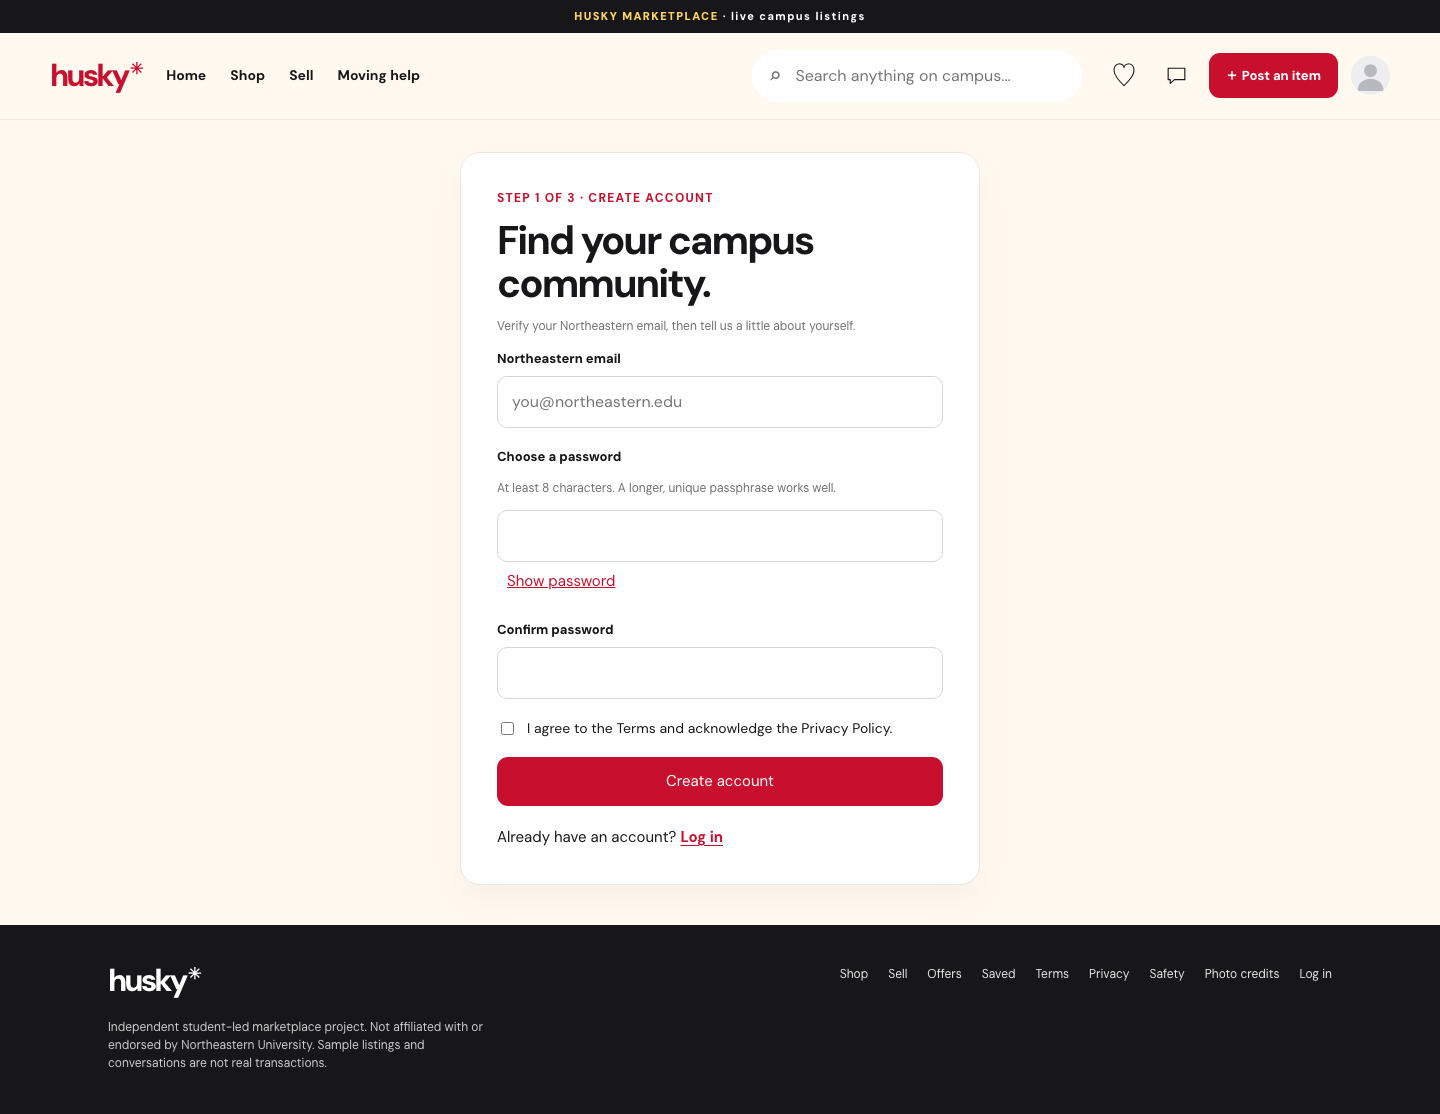 HUSKY MARKETPLACE · live campus listings
husky*
Home
Shop
Sell
Moving help
Search anything on campus...
+ Post an item
STEP 1 OF 3 · CREATE ACCOUNT
Find your campus
community.
Verify your Northeastern email, then tell us a little about yourself.
Northeastern email
you@northeastern.edu
Choose a password
At least 8 characters. A longer, unique passphrase works well.
Show password
Confirm password
I agree to the Terms and acknowledge the Privacy Policy.
Create account
Already have an account? Log in
husky*
Shop
Sell
Offers
Saved
Terms
Privacy
Safety
Photo credits
Log in
Independent student-led marketplace project. Not affiliated with or
endorsed by Northeastern University. Sample listings and
conversations are not real transactions.